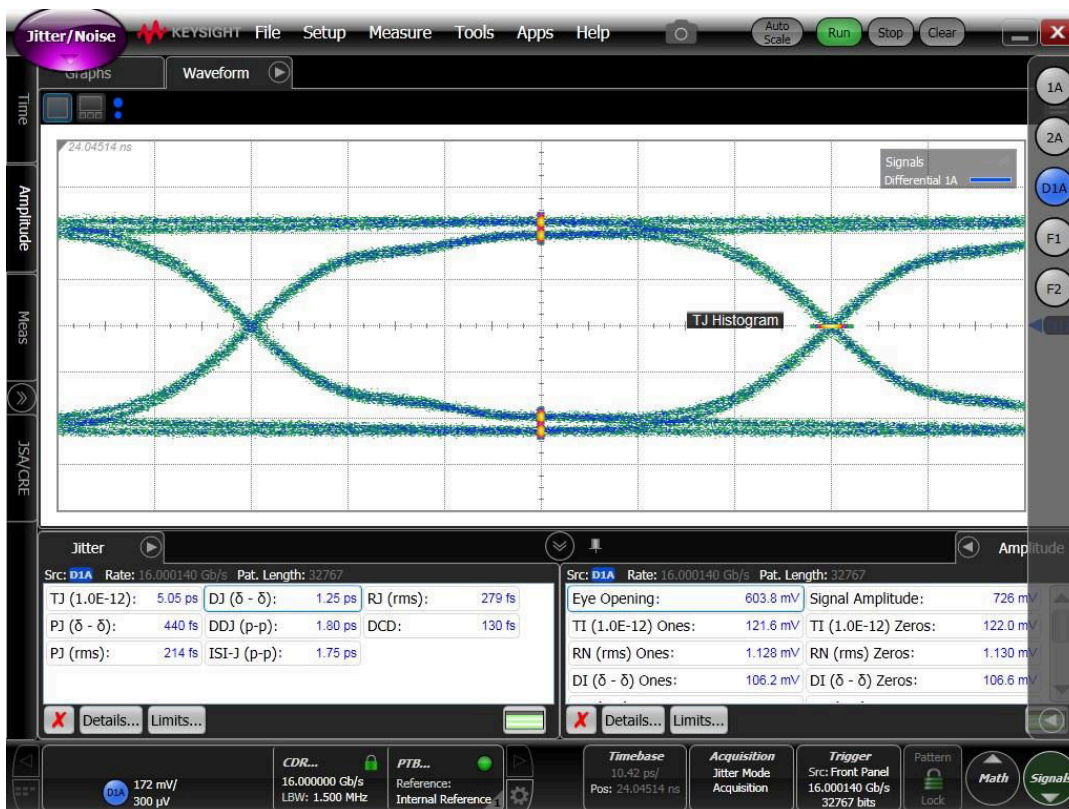 Jitter/Noise
KEYSIGHT File Setup Measure Tools Apps Help
Auto Scale
Run
Stop
Clear
X
Graphs
Waveform
Time
Amplitude
Meas
JSA/CRE
24.04514 ns
Signals
Differential 1A
TJ Histogram
1A
2A
D1A
F1
F2
Jitter
Src: D1A Rate: 16.000140 Gb/s Pat. Length: 32767
TJ (1.0E-12): 5.05 ps DJ (δ - δ): 1.25 ps RJ (rms): 279 fs
PJ (δ - δ): 440 fs DDJ (p-p): 1.80 ps DCD: 130 fs
PJ (rms): 214 fs ISI-J (p-p): 1.75 ps
Details... Limits...
Amplitude
Src: D1A Rate: 16.000140 Gb/s Pat. Length: 32767
Eye Opening: 603.8 mV Signal Amplitude: 726 mV
TI (1.0E-12) Ones: 121.6 mV TI (1.0E-12) Zeros: 122.0 mV
RN (rms) Ones: 1.128 mV RN (rms) Zeros: 1.130 mV
DI (δ - δ) Ones: 106.2 mV DI (δ - δ) Zeros: 106.6 mV
Details... Limits...
D1A
172 mV/
300 µV
CDR...
16.000000 Gb/s
LBW: 1.500 MHz
PTB...
Reference:
Internal Reference
Timebase
10.42 ps/
Pos: 24.04514 ns
Acquisition
Jitter Mode
Acquisition
Trigger
Src: Front Panel
16.000140 Gb/s
32767 bits
Pattern
Lock
Math
Signals